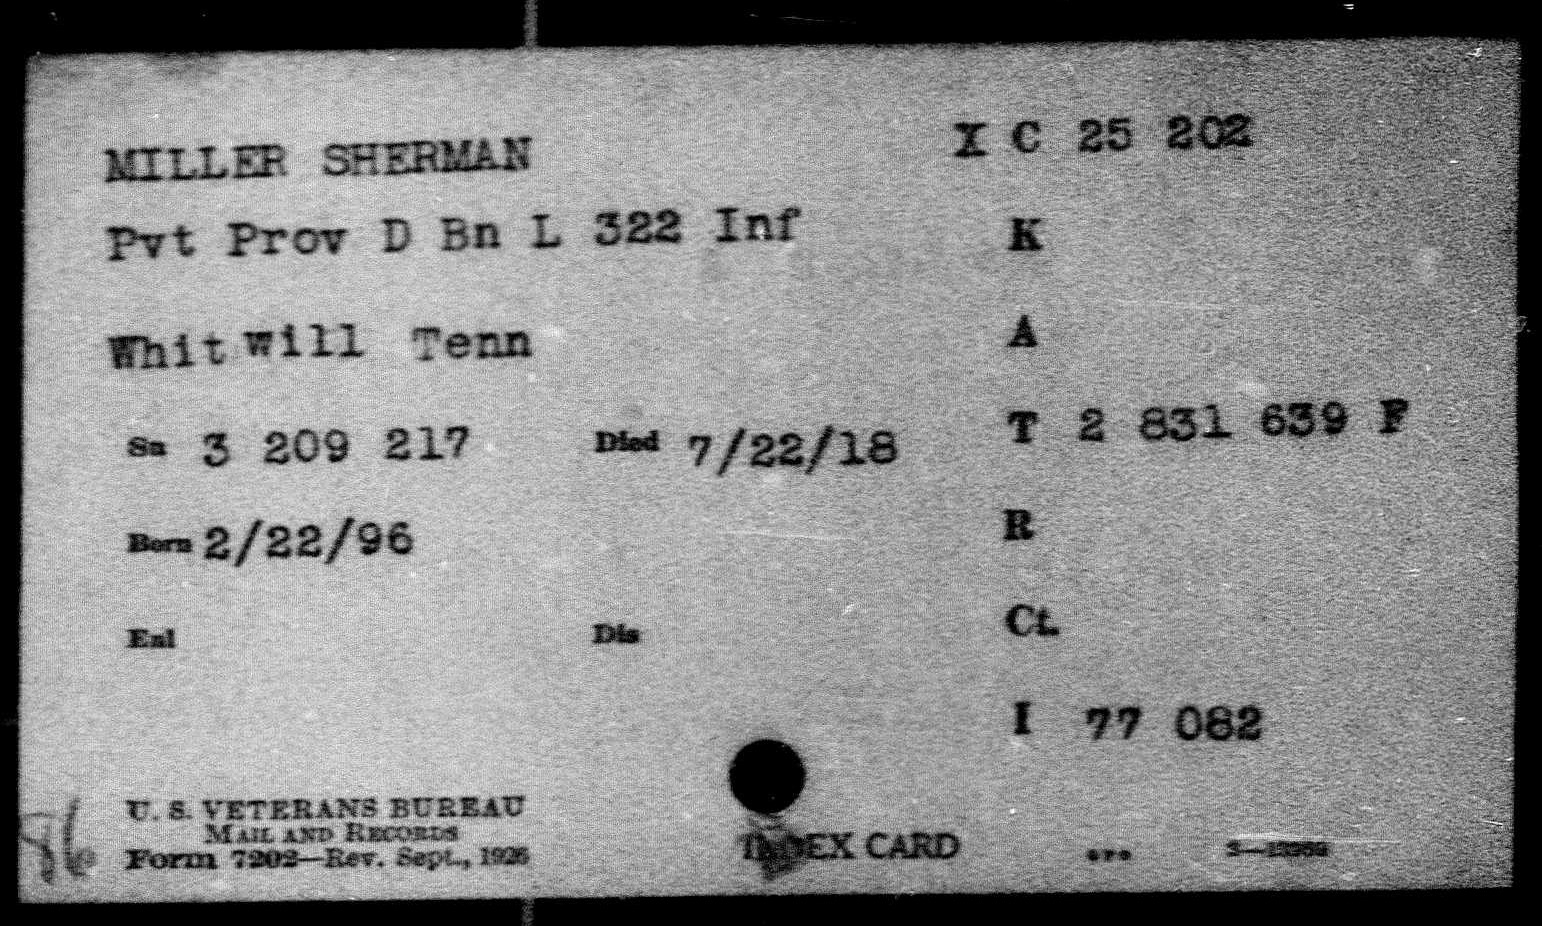 MILLER SHERMAN
X C 25 202
Pvt Prov D Bn L 322 Inf
K
Whitwill Tenn
A
Sn 3 209 217 Died 7/22/18
T 2 831 639 F
Born 2/22/96
R
Enl Dis
Ct.
I 77 082
86
U. S. VETERANS BUREAU
MAIL AND RECORDS
Form 7202—Rev. Sept., 1926
INDEX CARD
GPO